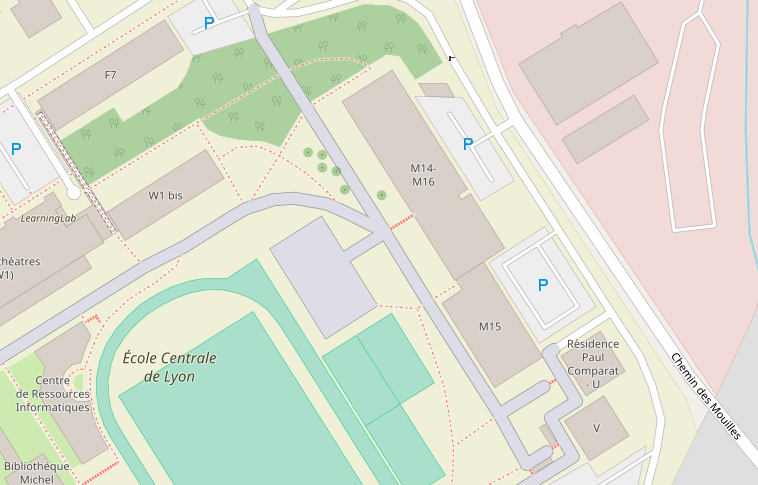 P
F7
P
P
M14-
M16
W1 bis
LearningLab
théatres
W1)
P
M15
École Centrale
de Lyon
Résidence
Paul
Comparat
- U
Chemin des Mouilles
Centre
de Ressources
Informatiques
V
Bibliothèque
Michel